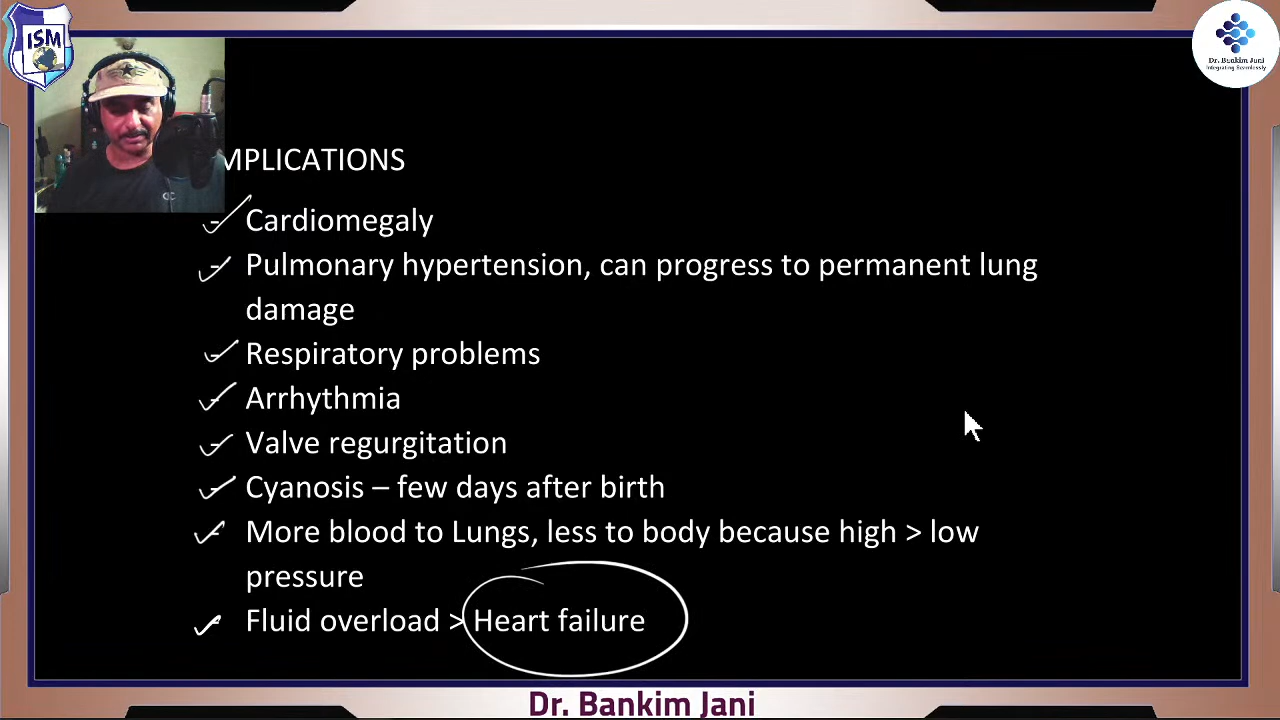 ISM
Dr. Bankim Jani
Integrating Seamlessly
MPLICATIONS
- Cardiomegaly
- Pulmonary hypertension, can progress to permanent lung
damage
- Respiratory problems
- Arrhythmia
- Valve regurgitation
- Cyanosis – few days after birth
- More blood to Lungs, less to body because high > low
pressure
- Fluid overload > Heart failure
Dr. Bankim Jani